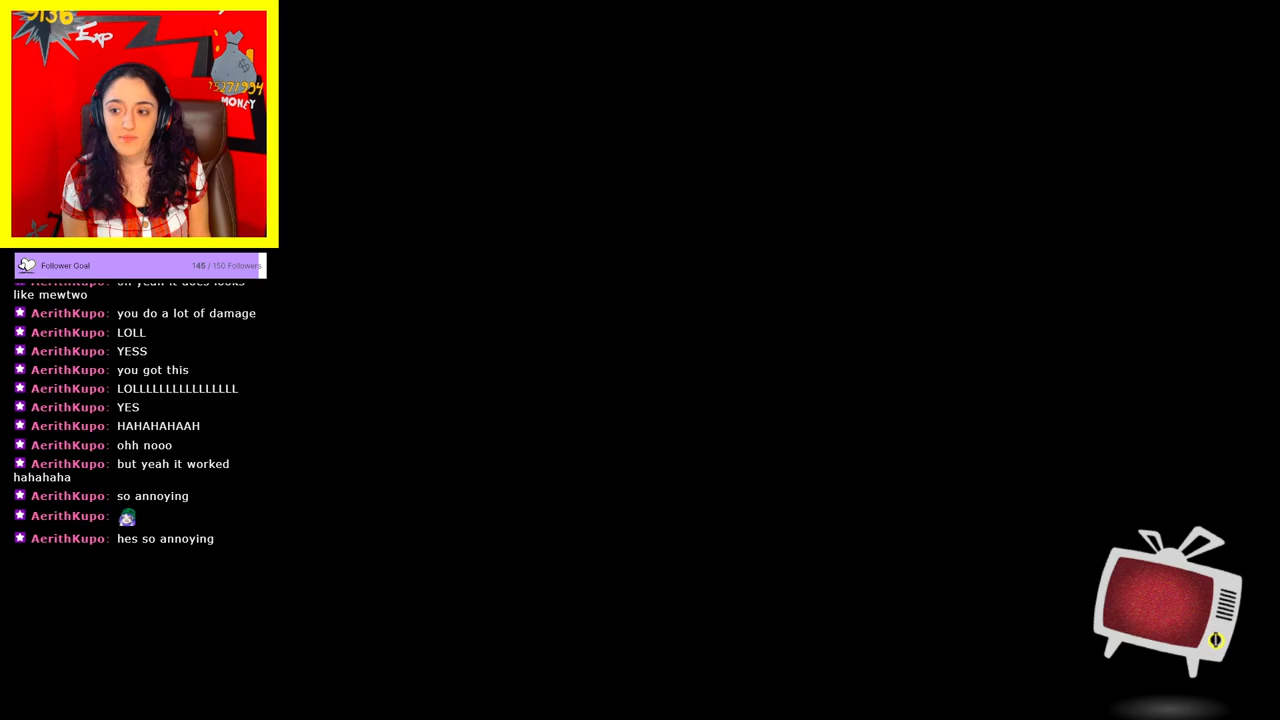 Exp
MONEY
Follower Goal 145 / 150 Followers
like mewtwo
AerithKupo: you do a lot of damage
AerithKupo: LOLL
AerithKupo: YESS
AerithKupo: you got this
AerithKupo: LOLLLLLLLLLLLLLLLL
AerithKupo: YES
AerithKupo: HAHAHAHAAH
AerithKupo: ohh nooo
AerithKupo: but yeah it worked
hahahaha
AerithKupo: so annoying
AerithKupo:
AerithKupo: hes so annoying